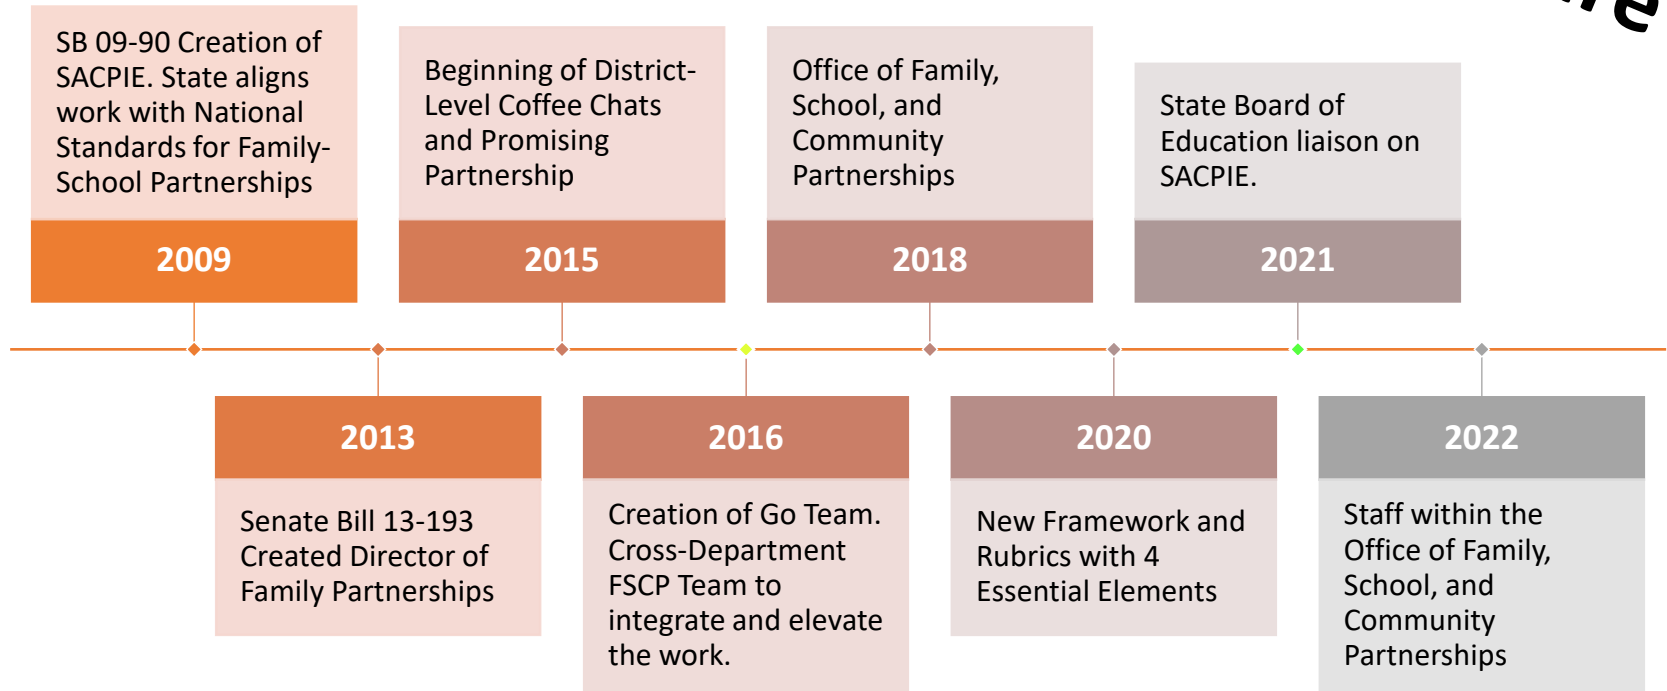 SB 09-90 Creation of
SACPIE. State aligns
work with National
Standards for Family-
School Partnerships
2009
Beginning of District-
Level Coffee Chats
and Promising
Partnership
2015
Office of Family,
School, and
Community
Partnerships
2018
State Board of
Education liaison on
SACPIE.
2021
2013
Senate Bill 13-193
Created Director of
Family Partnerships
2016
Creation of Go Team.
Cross-Department
FSCP Team to
integrate and elevate
the work.
2020
New Framework and
Rubrics with 4
Essential Elements
2022
Staff within the
Office of Family,
School, and
Community
Partnerships